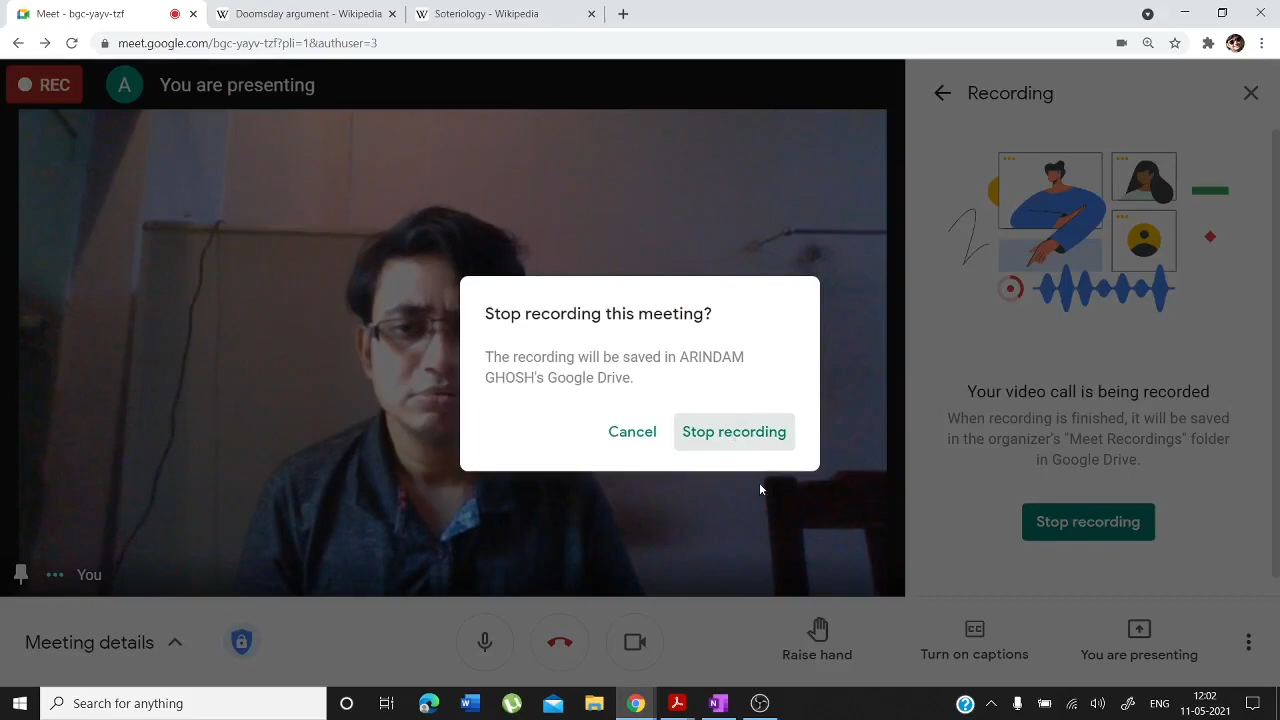 Meet - bgc-yayv-tzf
Doomsday argument - Wikipedia
Soteriology - Wikipedia
meet.google.com/bgc-yayv-tzf?pli=1&authuser=3
REC
A
You are presenting
Recording
Stop recording this meeting?
The recording will be saved in ARINDAM
GHOSH's Google Drive.
Cancel
Stop recording
Your video call is being recorded
When recording is finished, it will be saved
in the organizer's "Meet Recordings" folder
in Google Drive.
Stop recording
You
Meeting details
Raise hand
Turn on captions
You are presenting
Search for anything
ENG
12:02
11-05-2021